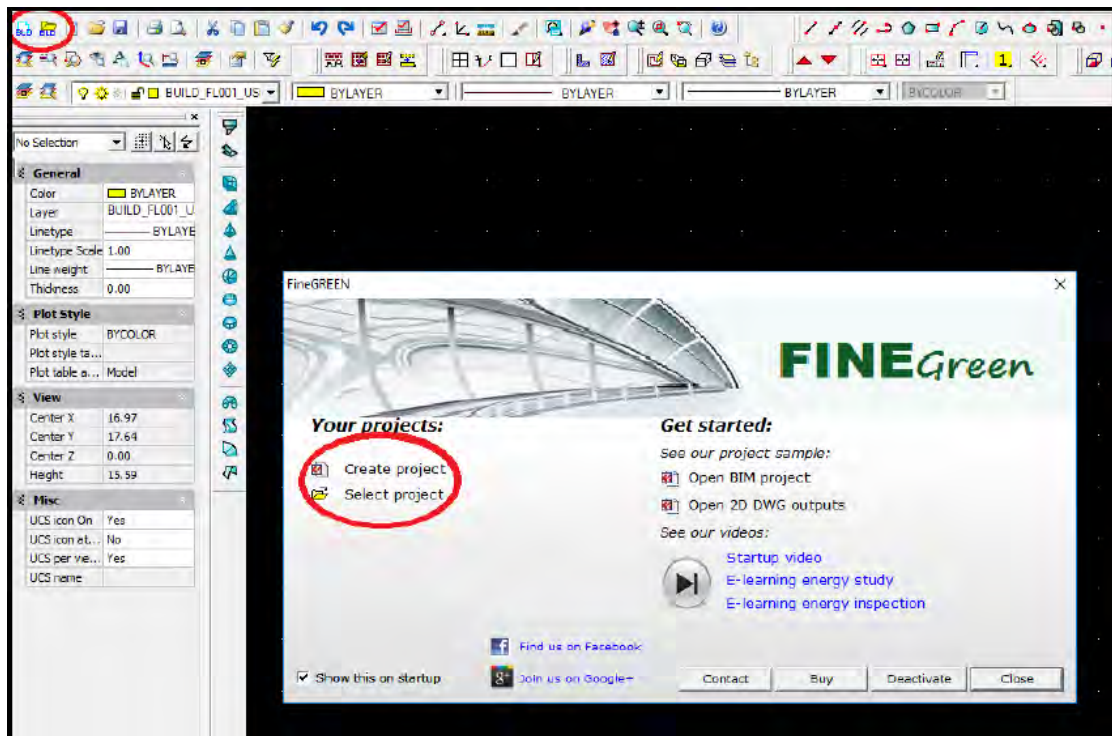 BLD BLD
BUILD_FL001_US BYLAYER BYLAYER BYLAYER BYCOLOR
No Selection
General
Color BYLAYER
Layer BUILD_FL001_U
Linetype BYLAYE
Linetype Scale 1.00
Line weight BYLAYE
Thickness 0.00
Plot Style
Plot style BYCOLOR
Plot style ta...
Plot table a... Model
View
Center X 16.97
Center Y 17.64
Center Z 0.00
Height 15.59
Misc
UCS icon On Yes
UCS icon at... No
UCS per vie... Yes
UCS name
FineGREEN
FINEGreen
Your projects:
Create project
Select project
Get started:
See our project sample:
Open BIM project
Open 2D DWG outputs
See our videos:
Startup video
E-learning energy study
E-learning energy inspection
Find us on Facebook
Show this on startup
Join us on Google+
Contact
Buy
Deactivate
Close